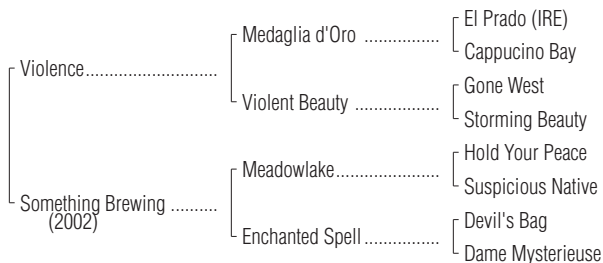 El Prado (IRE)
Medaglia d'Oro ................
Cappucino Bay
Violence............................
Gone West
Violent Beauty ..................
Storming Beauty
Hold Your Peace
Meadowlake......................
Suspicious Native
Something Brewing ..........
(2002)
Devil's Bag
Enchanted Spell................
Dame Mysterieuse